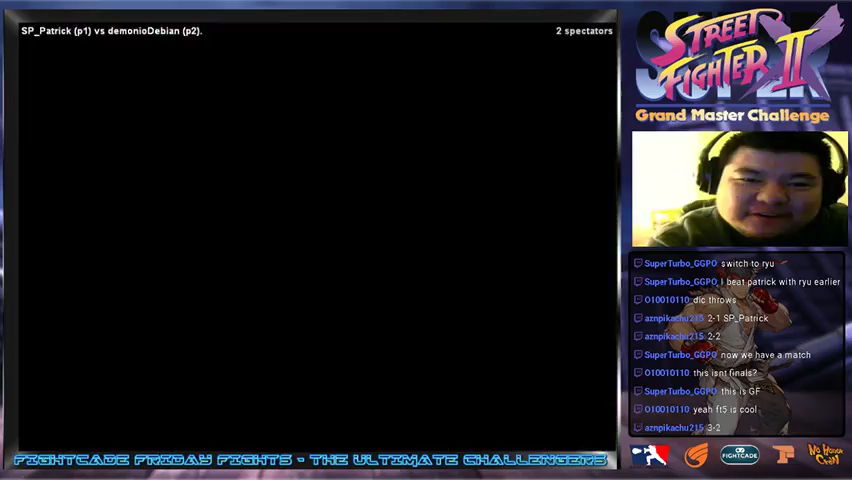 SP_Patrick (p1) vs demonioDebian (p2).
2 spectators
SUPER
STREET
FIGHTER II X
Grand Master Challenge
SuperTurbo_GGPO switch to ryu
SuperTurbo_GGPO I beat patrick with ryu earlier
O10010110 dic throws
aznpikachu215 2-1 SP_Patrick
aznpikachu215 2-2
SuperTurbo_GGPO now we have a match
O10010110 this isnt finals?
SuperTurbo_GGPO this is GF
O10010110 yeah ft5 is cool
aznpikachu215 3-2
FIGHTCADE FRIDAY FIGHTS - THE ULTIMATE CHALLENGERS
FIGHTCADE
No Honor